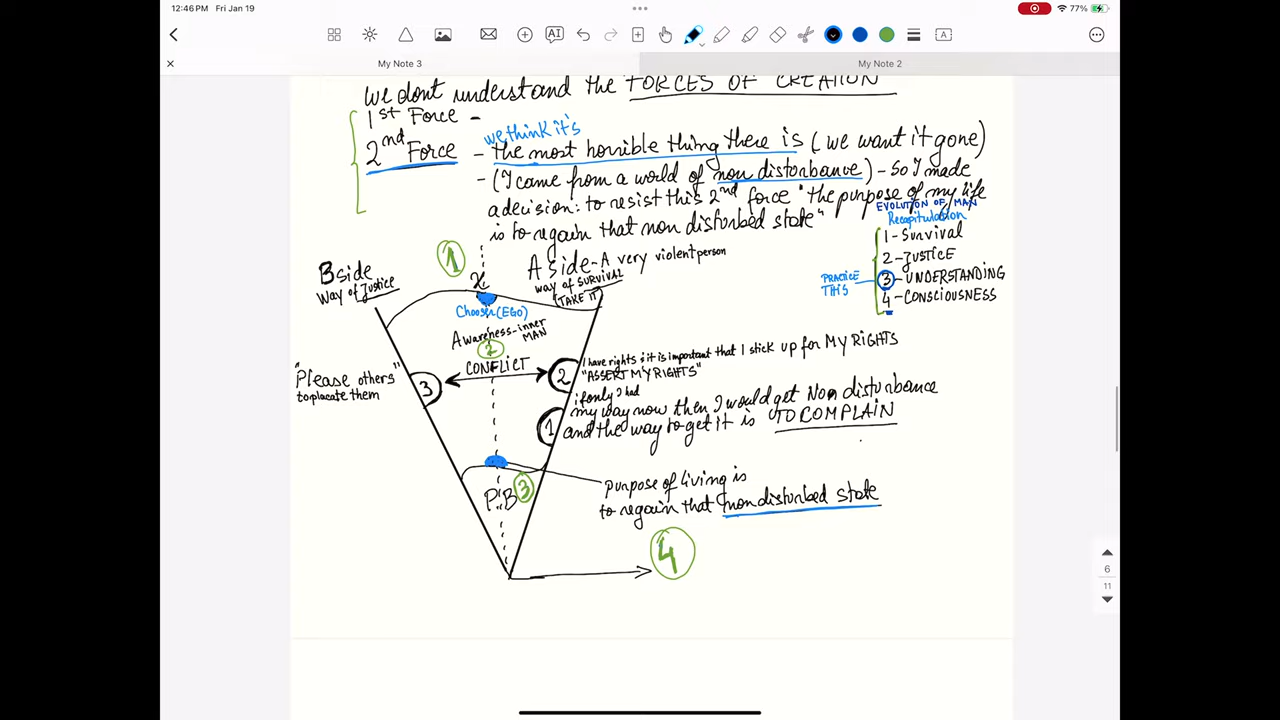 12:46 PM Fri Jan 19
77%
My Note 3
My Note 2
we dont understand the FORCES OF CREATION
1st Force -
we think it's
2nd Force - the most horrible thing there is (we want it gone)
- (I came from a world of non disturbance) - So I made
a decision: to resist this 2nd force "the purpose of my life
is to regain that non disturbed state"
EVOLUTION OF MAN
Recapitulation
1 - Survival
2 - JUSTICE
3 - UNDERSTANDING
4 - CONSCIOUSNESS
PRACTICE
THIS
1
B side
Way of Justice
X
A side - A very violent person
way of SURVIVAL
(TAKE IT)
Chooser (EGO)
Awareness - inner
MAN
2
CONFLICT
"Please others"
to placate them
3
2
I have rights & it is important that I stick up for MY RIGHTS
"ASSERT MY RIGHTS"
if only I had
1
my way now then I would get Non disturbance
and the way to get it is TO COMPLAIN
purpose of living is
to regain that non disturbed state
P.B
3
4
6
11